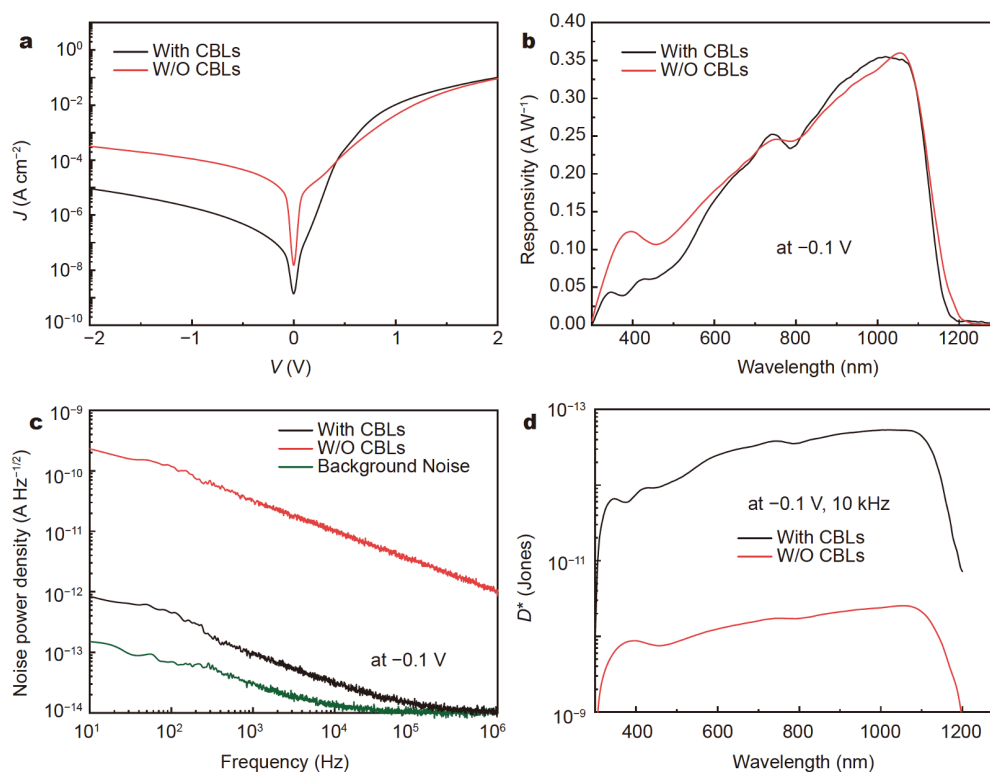 a
With CBLs
W/O CBLs
J (A cm⁻²)
10⁰
10⁻²
10⁻⁴
10⁻⁶
10⁻⁸
10⁻¹⁰
−2 −1 0 1 2
V (V)
b
With CBLs
W/O CBLs
Responsivity (A W⁻¹)
0.40
0.35
0.30
0.25
0.20
0.15
0.10
0.05
0.00
at −0.1 V
400 600 800 1000 1200
Wavelength (nm)
c
With CBLs
W/O CBLs
Background Noise
Noise power density (A Hz⁻¹/²)
10⁻⁹
10⁻¹⁰
10⁻¹¹
10⁻¹²
10⁻¹³
10⁻¹⁴
at −0.1 V
10¹ 10² 10³ 10⁴ 10⁵ 10⁶
Frequency (Hz)
d
D* (Jones)
10⁻¹³
10⁻¹¹
10⁻⁹
at −0.1 V, 10 kHz
With CBLs
W/O CBLs
400 600 800 1000 1200
Wavelength (nm)